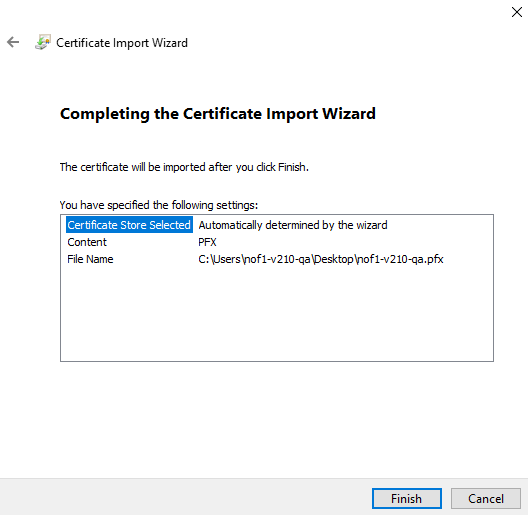 Certificate Import Wizard
Completing the Certificate Import Wizard
The certificate will be imported after you click Finish.
You have specified the following settings:
Certificate Store Selected Automatically determined by the wizard
Content PFX
File Name C:\Users\nof1-v210-qa\Desktop\nof1-v210-qa.pfx
Finish Cancel